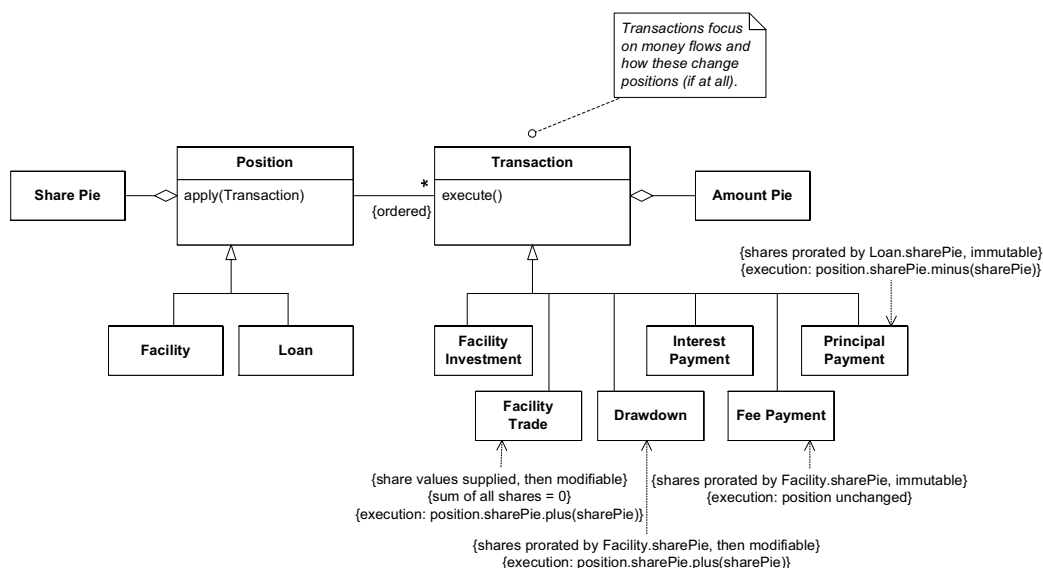 Transactions focus
on money flows and
how these change
positions (if at all).
Position
Transaction
Share Pie
apply(Transaction)
*
{ordered}
execute()
Amount Pie
{shares prorated by Loan.sharePie, immutable}
{execution: position.sharePie.minus(sharePie)}
Facility
Loan
Facility
Investment
Interest
Payment
Principal
Payment
Facility
Trade
Drawdown
Fee Payment
{share values supplied, then modifiable}
{sum of all shares = 0}
{execution: position.sharePie.plus(sharePie)}
{shares prorated by Facility.sharePie, immutable}
{execution: position unchanged}
{shares prorated by Facility.sharePie, then modifiable}
{execution: position.sharePie.plus(sharePie)}